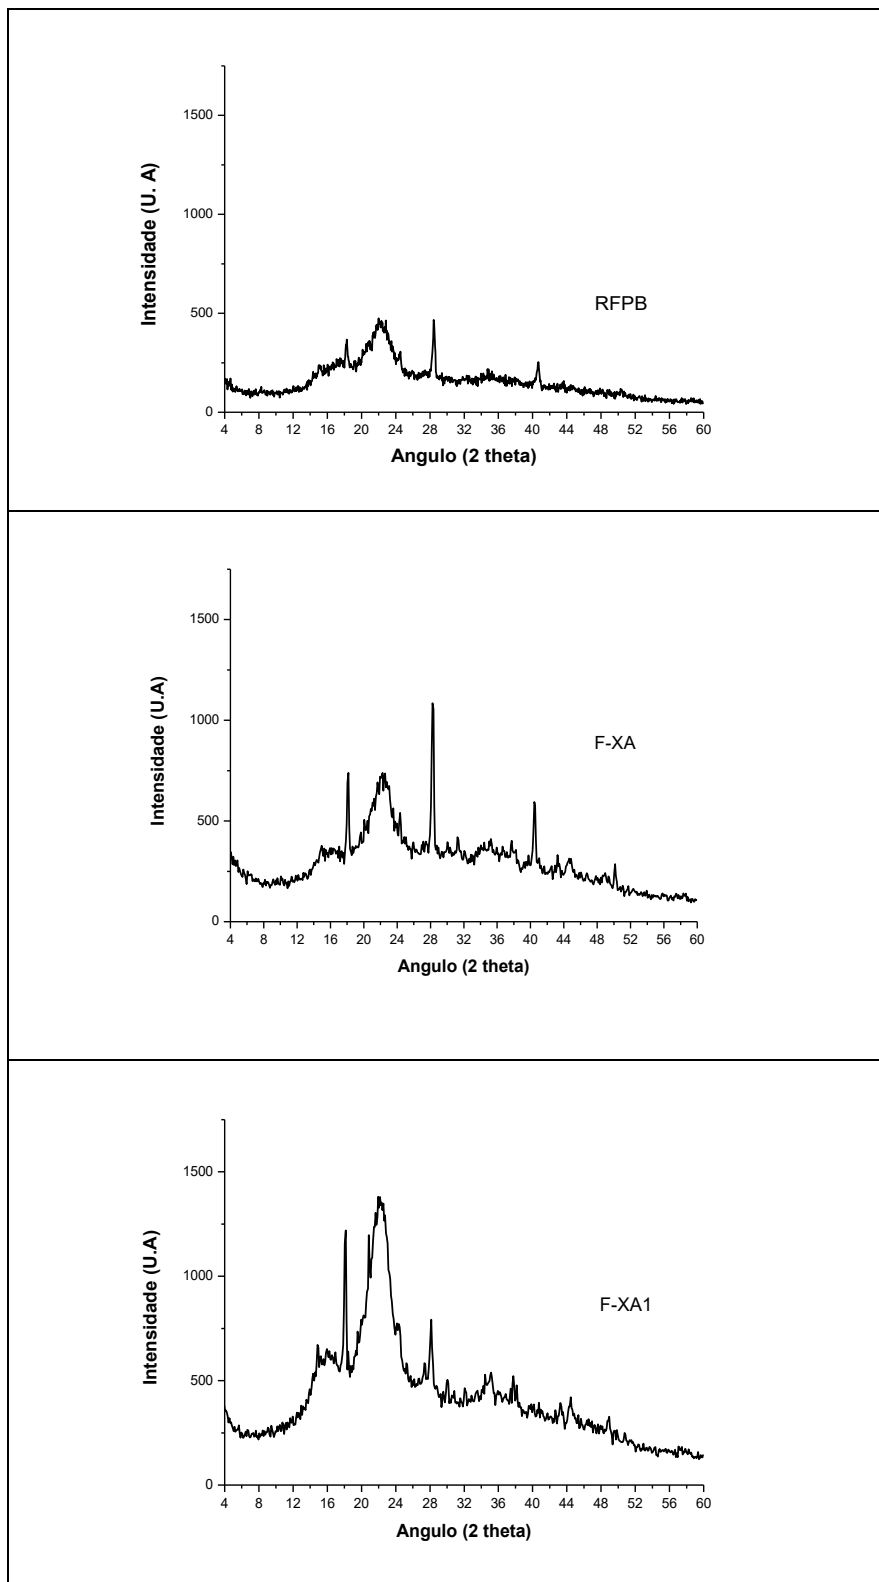 1500
1000
500
0
Intensidade (U. A)
RFPB
4 8 12 16 20 24 28 32 36 40 44 48 52 56 60
Angulo (2 theta)
1500
1000
500
0
Intensidade (U.A)
F-XA
4 8 12 16 20 24 28 32 36 40 44 48 52 56 60
Angulo (2 theta)
1500
1000
500
0
Intensidade (U.A)
F-XA1
4 8 12 16 20 24 28 32 36 40 44 48 52 56 60
Angulo (2 theta)